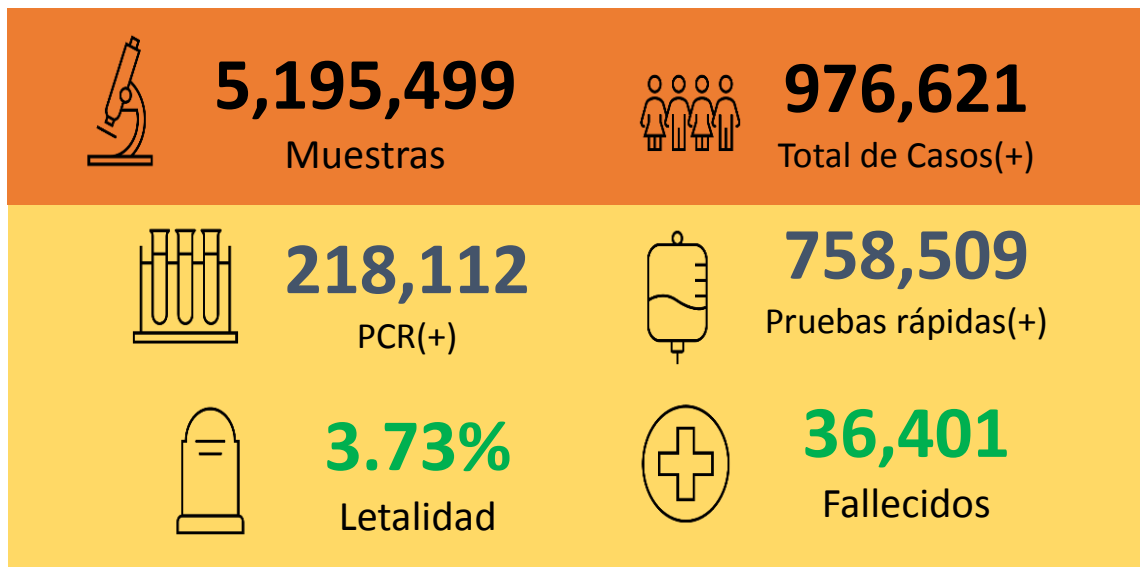 5,195,499
Muestras
976,621
Total de Casos(+)
218,112
PCR(+)
758,509
Pruebas rápidas(+)
3.73%
Letalidad
36,401
Fallecidos